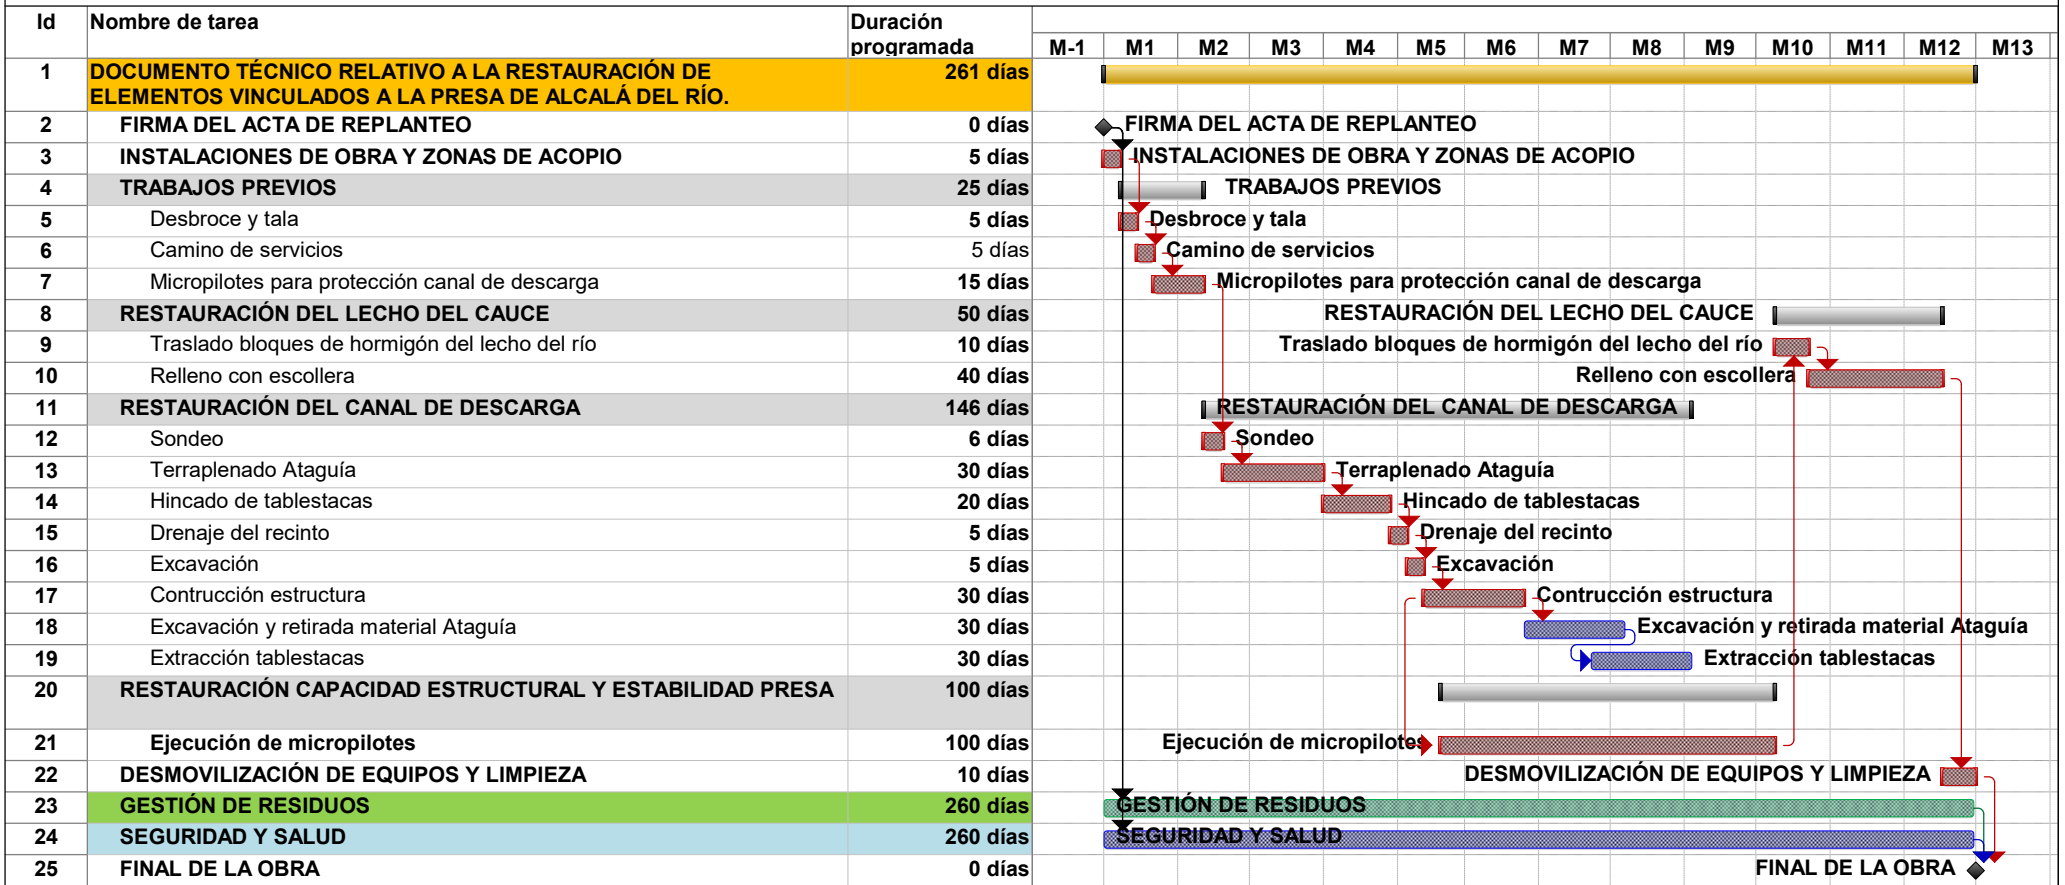 Id Nombre de tarea Duración programada
M-1 M1 M2 M3 M4 M5 M6 M7 M8 M9 M10 M11 M12 M13
1 DOCUMENTO TÉCNICO RELATIVO A LA RESTAURACIÓN DE 261 días
ELEMENTOS VINCULADOS A LA PRESA DE ALCALÁ DEL RÍO.
2 FIRMA DEL ACTA DE REPLANTEO 0 días FIRMA DEL ACTA DE REPLANTEO
3 INSTALACIONES DE OBRA Y ZONAS DE ACOPIO 5 días INSTALACIONES DE OBRA Y ZONAS DE ACOPIO
4 TRABAJOS PREVIOS 25 días TRABAJOS PREVIOS
5 Desbroce y tala 5 días Desbroce y tala
6 Camino de servicios 5 días Camino de servicios
7 Micropilotes para protección canal de descarga 15 días Micropilotes para protección canal de descarga
8 RESTAURACIÓN DEL LECHO DEL CAUCE 50 días RESTAURACIÓN DEL LECHO DEL CAUCE
9 Traslado bloques de hormigón del lecho del río 10 días Traslado bloques de hormigón del lecho del río
10 Relleno con escollera 40 días Relleno con escollera
11 RESTAURACIÓN DEL CANAL DE DESCARGA 146 días RESTAURACIÓN DEL CANAL DE DESCARGA
12 Sondeo 6 días Sondeo
13 Terraplenado Ataguía 30 días Terraplenado Ataguía
14 Hincado de tablestacas 20 días Hincado de tablestacas
15 Drenaje del recinto 5 días Drenaje del recinto
16 Excavación 5 días Excavación
17 Contrucción estructura 30 días Contrucción estructura
18 Excavación y retirada material Ataguía 30 días Excavación y retirada material Ataguía
19 Extracción tablestacas 30 días Extracción tablestacas
20 RESTAURACIÓN CAPACIDAD ESTRUCTURAL Y ESTABILIDAD PRESA 100 días
21 Ejecución de micropilotes 100 días Ejecución de micropilotes
22 DESMOVILIZACIÓN DE EQUIPOS Y LIMPIEZA 10 días DESMOVILIZACIÓN DE EQUIPOS Y LIMPIEZA
23 GESTIÓN DE RESIDUOS 260 días GESTIÓN DE RESIDUOS
24 SEGURIDAD Y SALUD 260 días SEGURIDAD Y SALUD
25 FINAL DE LA OBRA 0 días FINAL DE LA OBRA